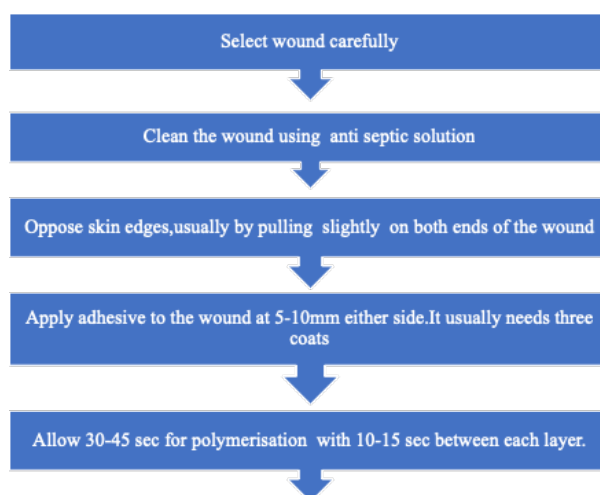 Select wound carefully
Clean the wound using  anti septic solution
Oppose skin edges,usually by pulling  slightly  on both ends of the wound
Apply adhesive to the wound at 5-10mm either side.It usually needs three
coats
Allow 30-45 sec for polymerisation  with 10-15 sec between each layer.